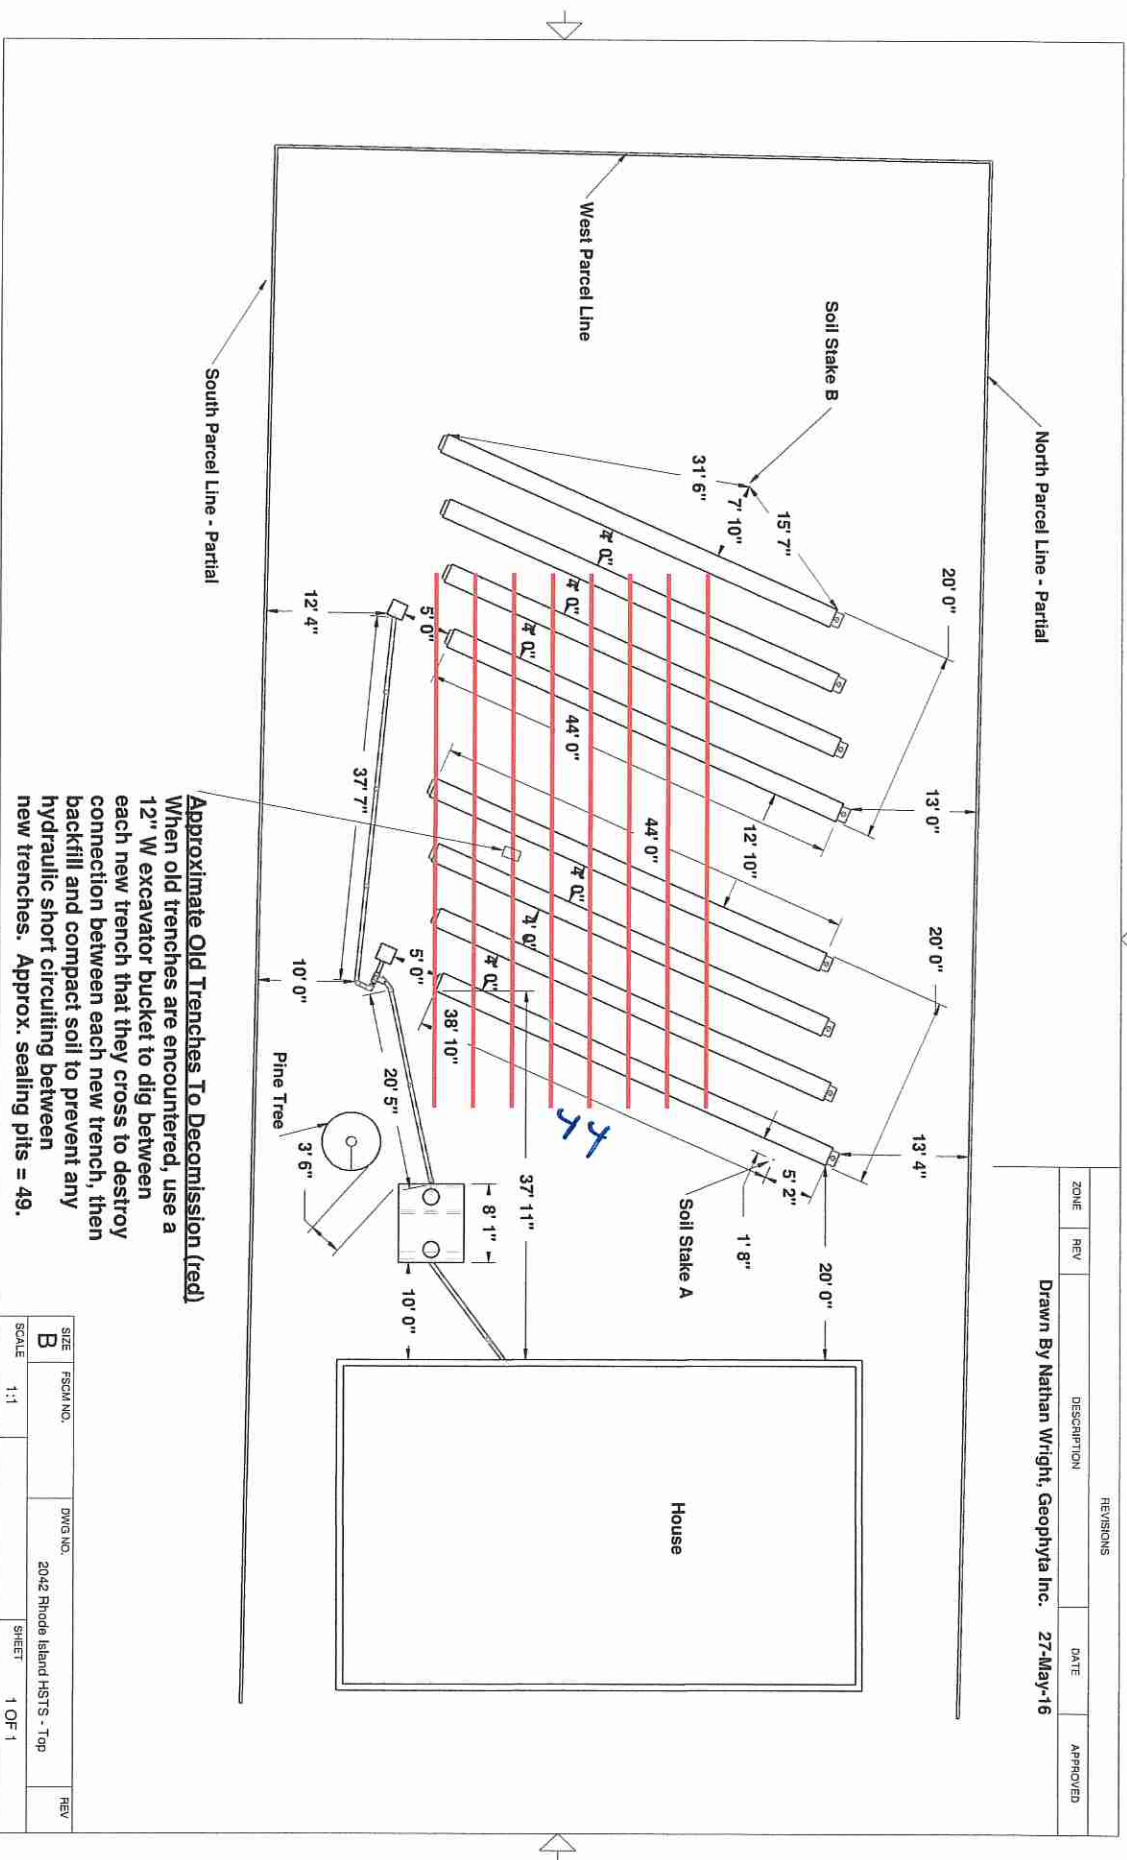 REVISIONS
ZONE
REV
DESCRIPTION
DATE
APPROVED
Drawn By Nathan Wright, Geophyta Inc. 27-May-16
North Parcel Line - Partial
West Parcel Line
South Parcel Line - Partial
Soil Stake B
20' 0"
13' 0"
20' 0"
13' 4"
15' 7"
7' 10"
31' 6"
4' 0"
4' 0"
4' 0"
44' 0"
12' 10"
44' 0"
4' 0"
4' 0"
4' 0"
5' 0"
5' 0"
38' 10"
5' 2"
1' 8"
20' 0"
Soil Stake A
44
37' 11"
12' 4"
37' 7"
10' 0"
20' 5"
8' 1"
10' 0"
Pine Tree
3' 6"
House
Approximate Old Trenches To Decomission (red)
When old trenches are encountered, use a
12" W excavator bucket to dig between
each new trench that they cross to destroy
connection between each new trench, then
backfill and compact soil to prevent any
hydraulic short circuiting between
new trenches. Approx. sealing pits = 49.
SIZE
B
FSCM NO.
DWG NO.
2042 Rhode Island HSTS - Top
REV
SCALE
1:1
SHEET
1 OF 1